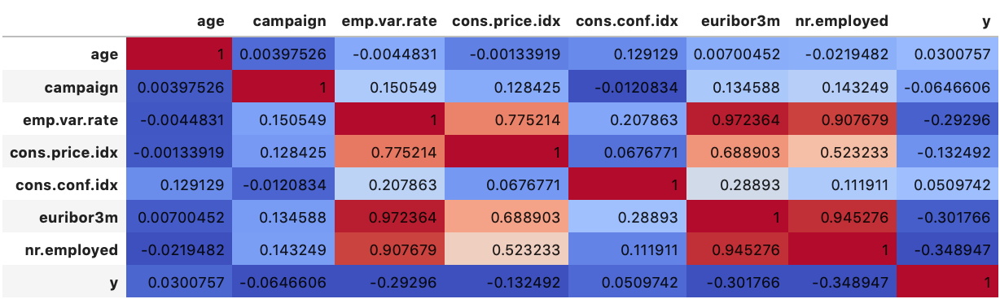 age campaign emp.var.rate cons.price.idx cons.conf.idx euribor3m nr.employed y
age 1 0.00397526 -0.0044831 -0.00133919 0.129129 0.00700452 -0.0219482 0.0300757
campaign 0.00397526 1 0.150549 0.128425 -0.0120834 0.134588 0.143249 -0.0646606
emp.var.rate -0.0044831 0.150549 1 0.775214 0.207863 0.972364 0.907679 -0.29296
cons.price.idx -0.00133919 0.128425 0.775214 1 0.0676771 0.688903 0.523233 -0.132492
cons.conf.idx 0.129129 -0.0120834 0.207863 0.0676771 1 0.28893 0.111911 0.0509742
euribor3m 0.00700452 0.134588 0.972364 0.688903 0.28893 1 0.945276 -0.301766
nr.employed -0.0219482 0.143249 0.907679 0.523233 0.111911 0.945276 1 -0.348947
y 0.0300757 -0.0646606 -0.29296 -0.132492 0.0509742 -0.301766 -0.348947 1